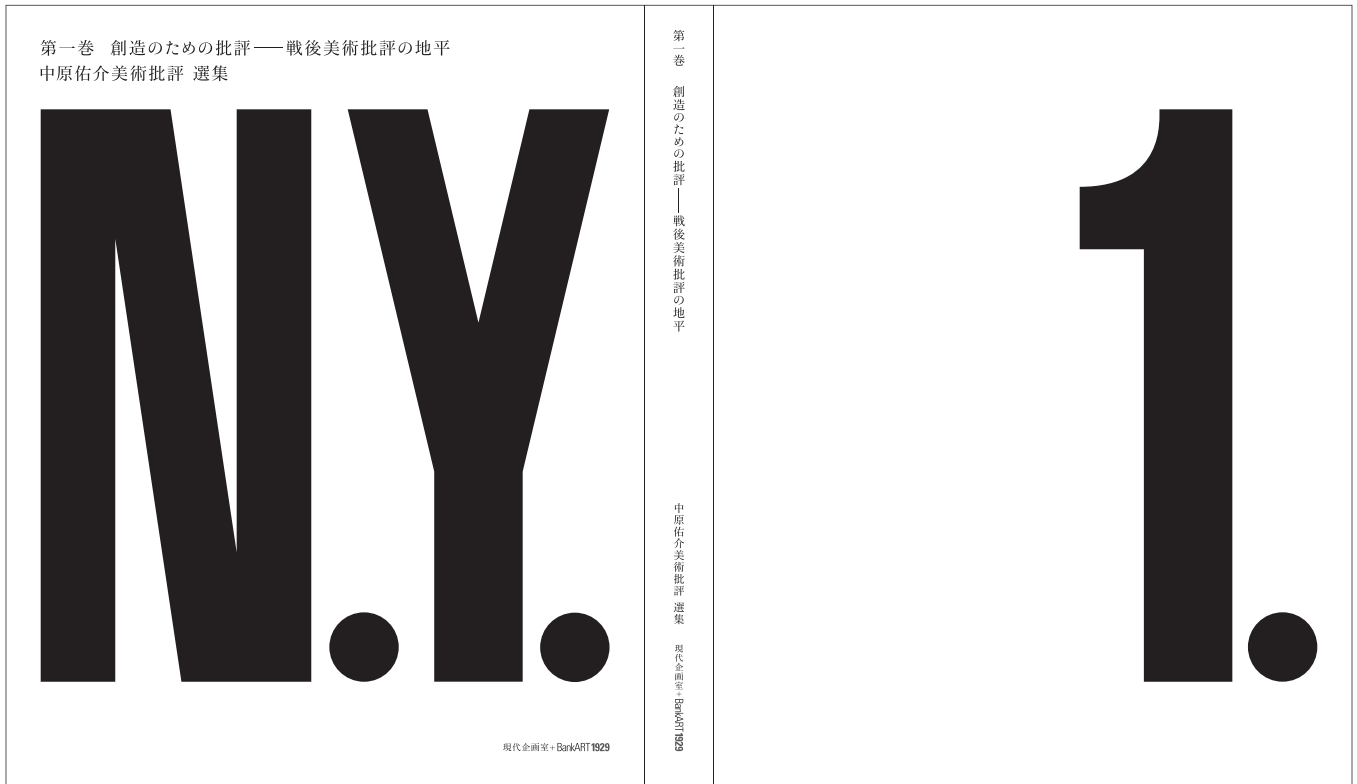 第一巻　創造のための批評──戦後美術批評の地平
中原佑介美術批評 選集
N.Y.
現代企画室+BankART1929
第一巻　創造のための批評──戦後美術批評の地平
中原佑介美術批評 選集
現代企画室+BankART1929
1.